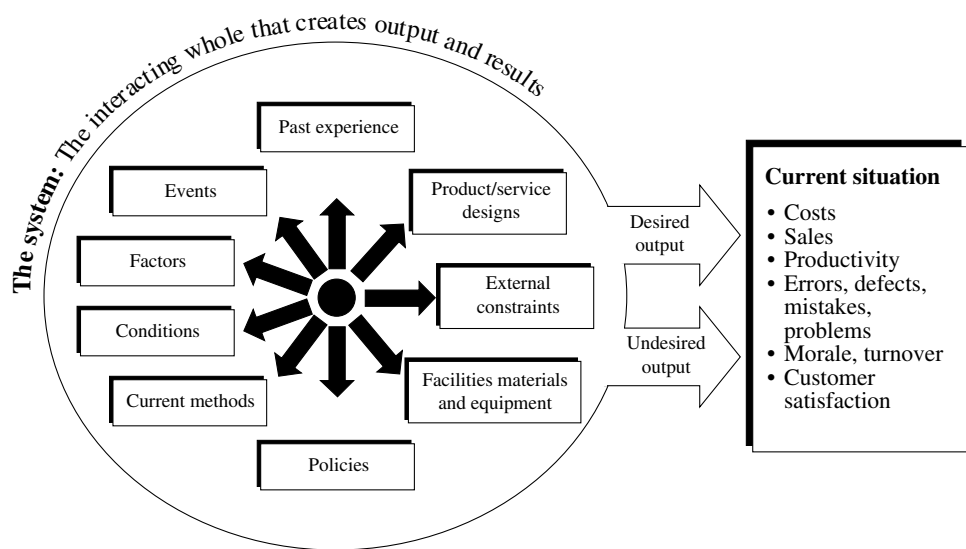 The system: The interacting whole that creates output and results
Past experience
Events
Product/service
designs
Factors
External
constraints
Conditions
Current methods
Facilities materials
and equipment
Policies
Desired
output
Undesired
output
Current situation
• Costs
• Sales
• Productivity
• Errors, defects,
mistakes,
problems
• Morale, turnover
• Customer
satisfaction